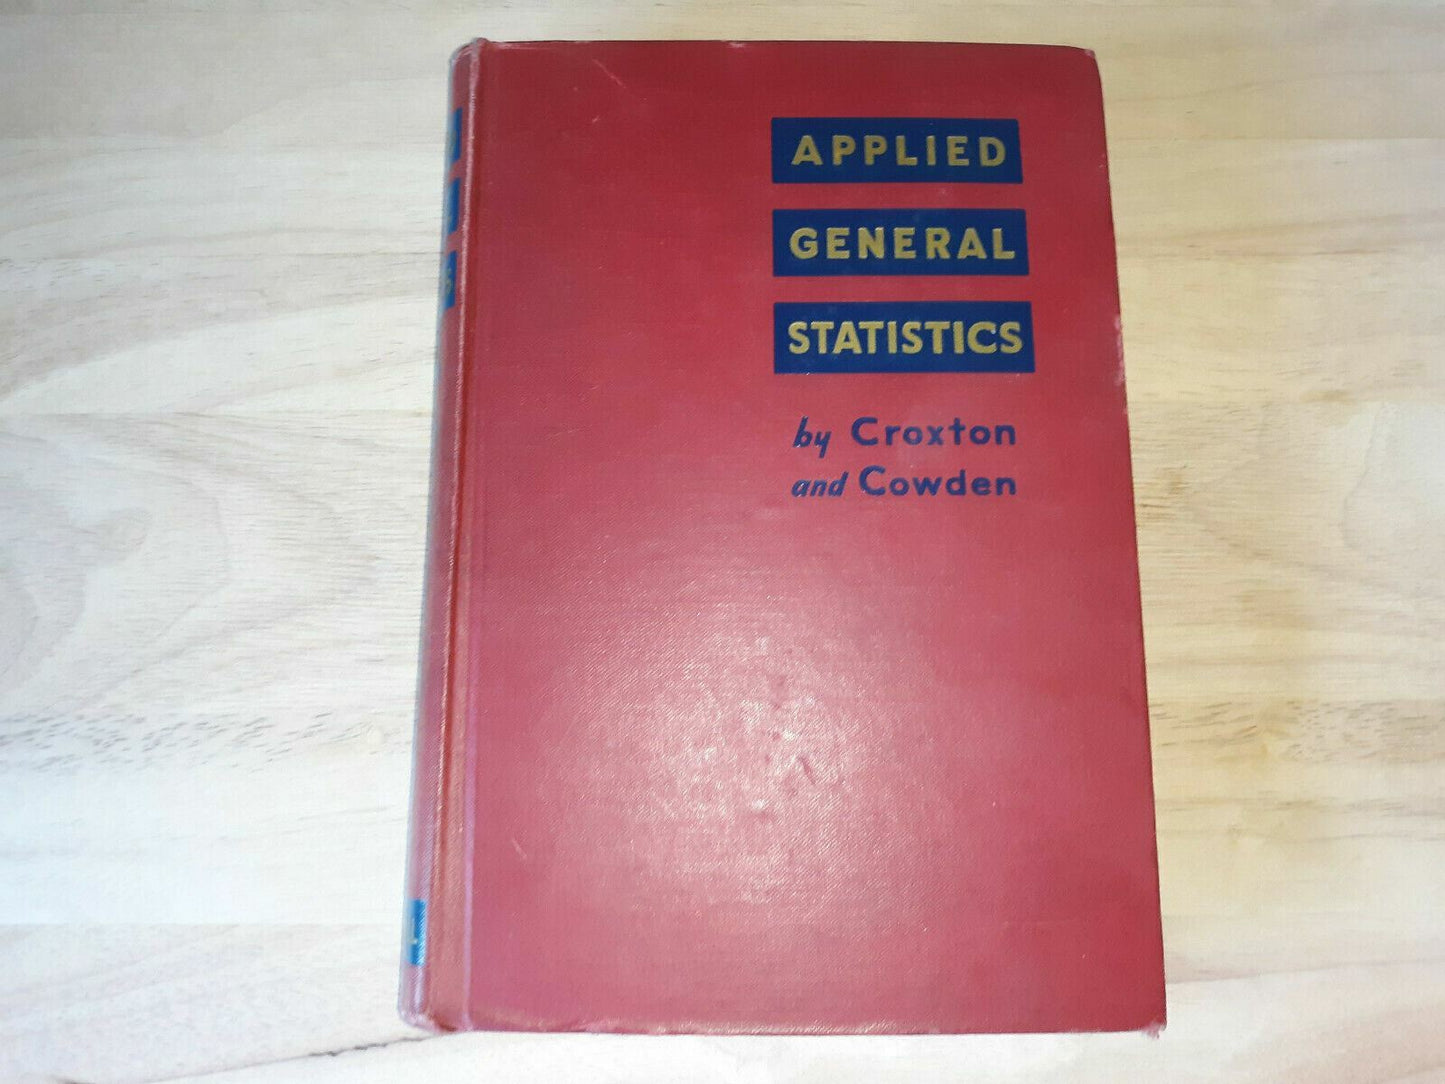 APPLIED
GENERAL
STATISTICS
by Croxton
and Cowden